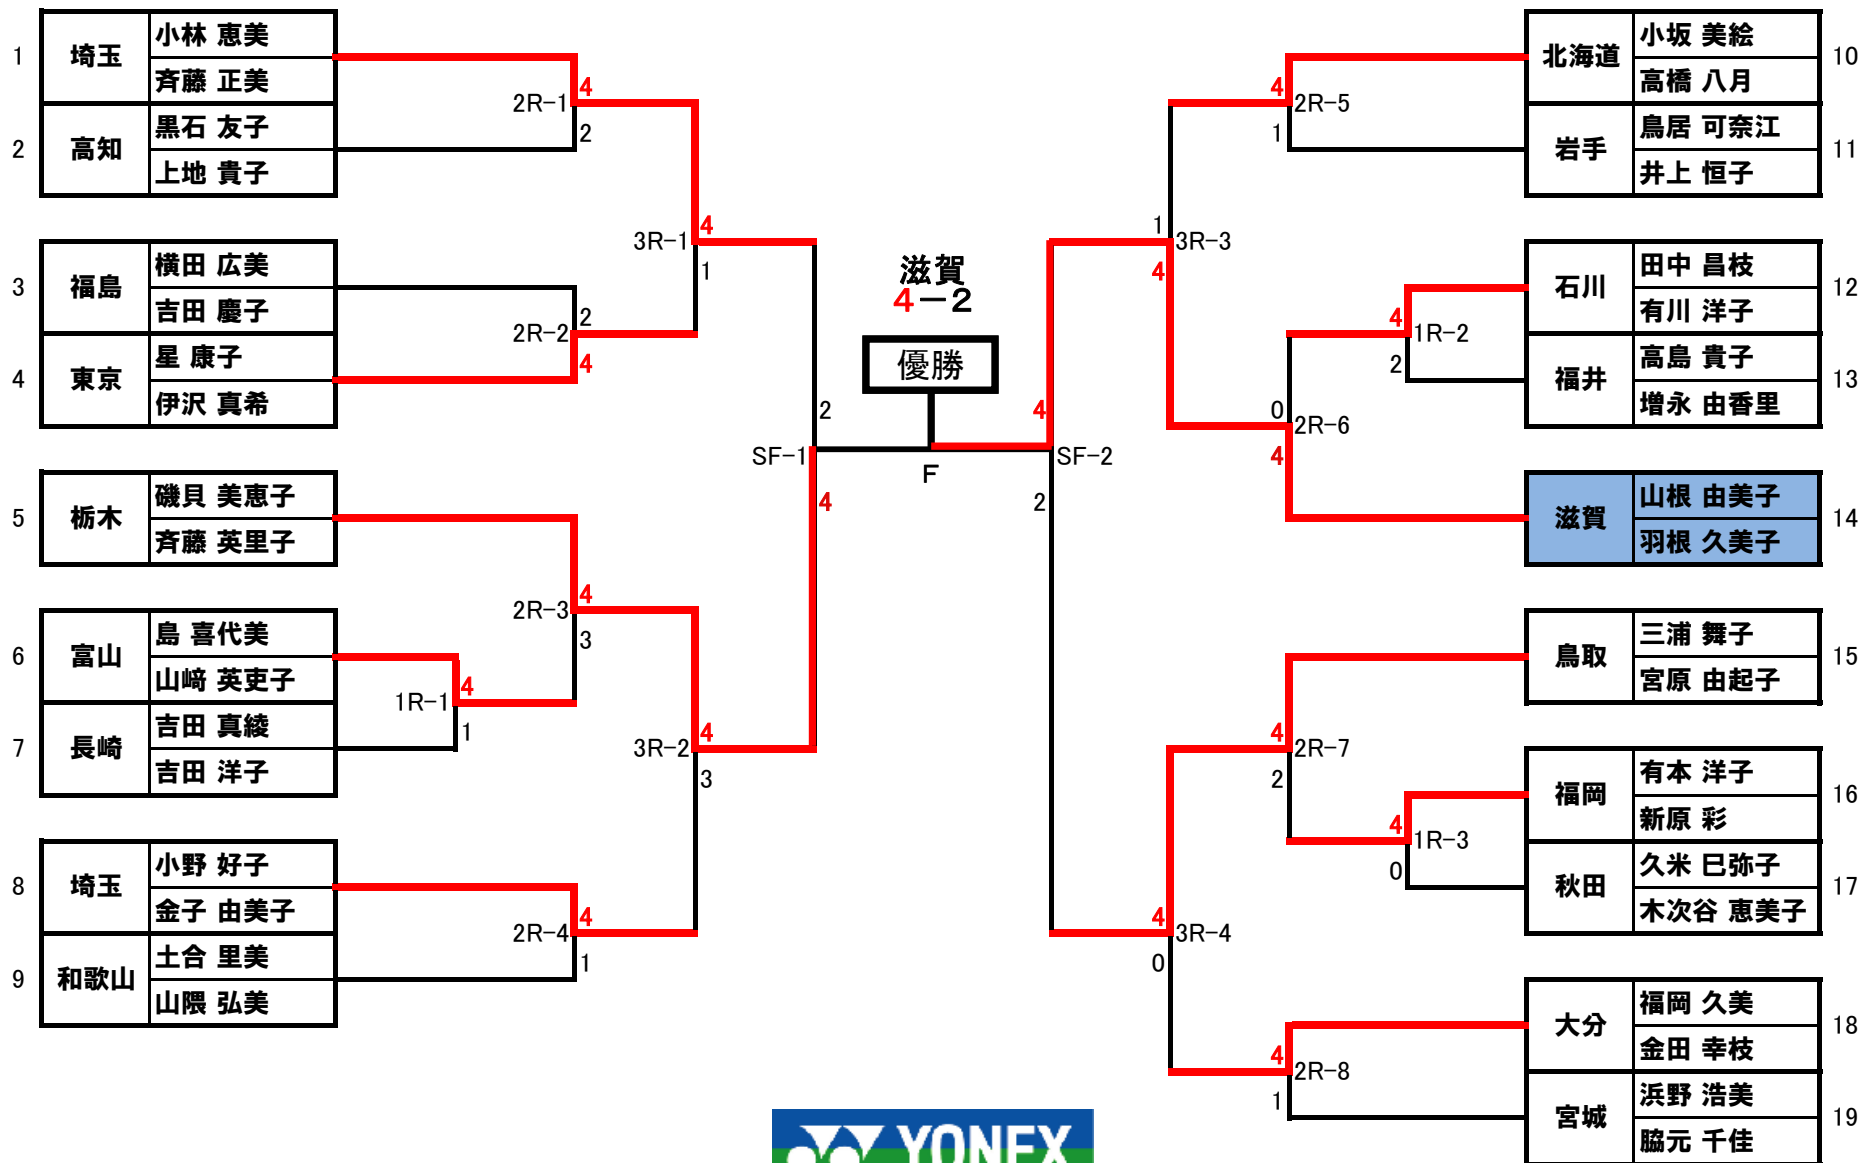 1 埼玉 小林 恵美
斉藤 正美
2 高知 黒石 友子
上地 貴子
2R-1 4
2
3 福島 横田 広美
吉田 慶子
4 東京 星 康子
伊沢 真希
2R-2 2
4
3R-1 4
1
5 栃木 磯貝 美恵子
斉藤 英里子
6 富山 島 喜代美
山﨑 英吏子
7 長崎 吉田 真綾
吉田 洋子
1R-1 4
1
2R-3 4
3
8 埼玉 小野 好子
金子 由美子
9 和歌山 土合 里美
山隈 弘美
2R-4 4
1
3R-2 4
3
SF-1 2
4
滋賀
4-2
優勝
F
北海道 小坂 美絵 10
高橋 八月
岩手 鳥居 可奈江 11
井上 恒子
4 2R-5
1
石川 田中 昌枝 12
有川 洋子
福井 高島 貴子 13
増永 由香里
4 1R-2
2
滋賀 山根 由美子 14
羽根 久美子
0 2R-6
4
1 3R-3
4
鳥取 三浦 舞子 15
宮原 由起子
福岡 有本 洋子 16
新原 彩
秋田 久米 巳弥子 17
木次谷 恵美子
4 1R-3
0
4 2R-7
2
大分 福岡 久美 18
金田 幸枝
宮城 浜野 浩美 19
脇元 千佳
4 2R-8
1
4 3R-4
0
4 SF-2
2
YONEX